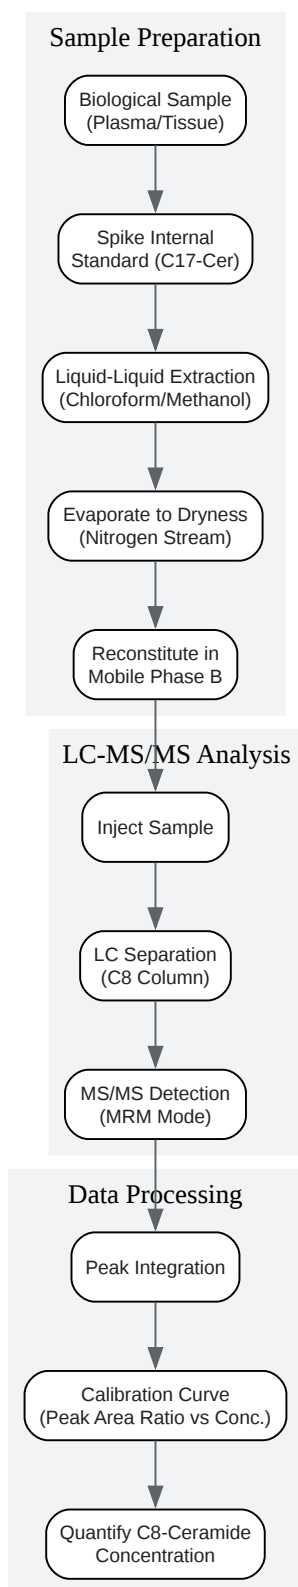 Sample Preparation
Biological Sample
(Plasma/Tissue)
Spike Internal
Standard (C17-Cer)
Liquid-Liquid Extraction
(Chloroform/Methanol)
Evaporate to Dryness
(Nitrogen Stream)
Reconstitute in
Mobile Phase B
LC-MS/MS Analysis
Inject Sample
LC Separation
(C8 Column)
MS/MS Detection
(MRM Mode)
Data Processing
Peak Integration
Calibration Curve
(Peak Area Ratio vs Conc.)
Quantify C8-Ceramide
Concentration